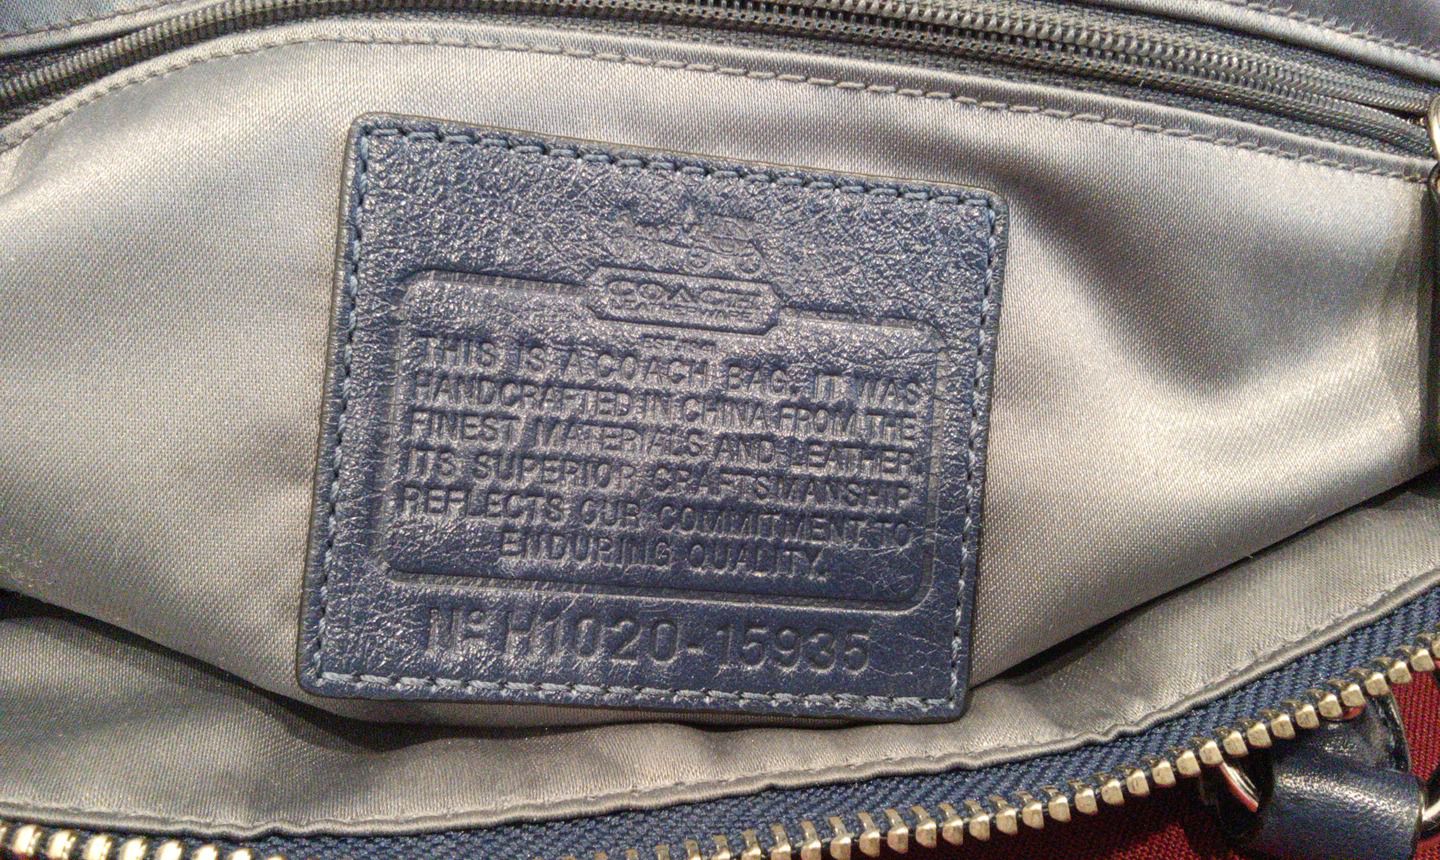 COACH
LEATHERWARE
THIS IS A COACH BAG. IT WAS
HANDCRAFTED IN CHINA FROM THE
FINEST MATERIALS AND LEATHER.
ITS SUPERIOR CRAFTSMANSHIP
REFLECTS OUR COMMITMENT TO
ENDURING QUALITY.
Nº H1020-15935